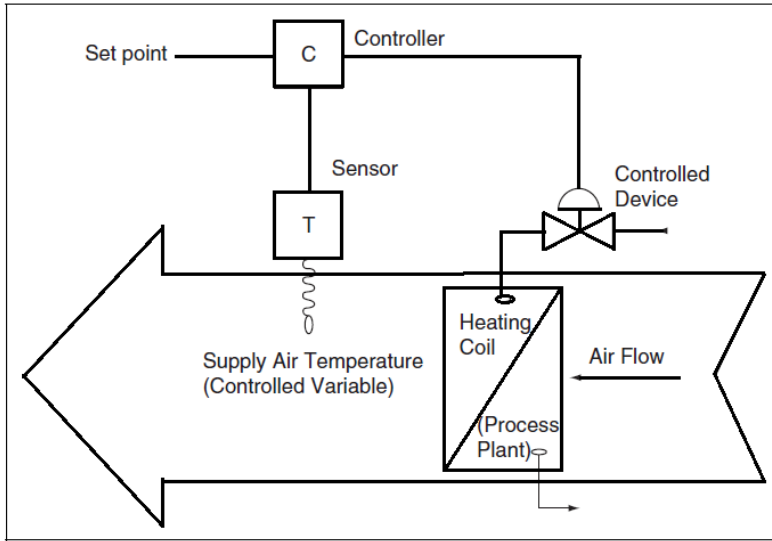 Set point
C
Controller
Sensor
T
Controlled
Device
Heating
Coil
Air Flow
Supply Air Temperature
(Controlled Variable)
(Process
Plant)